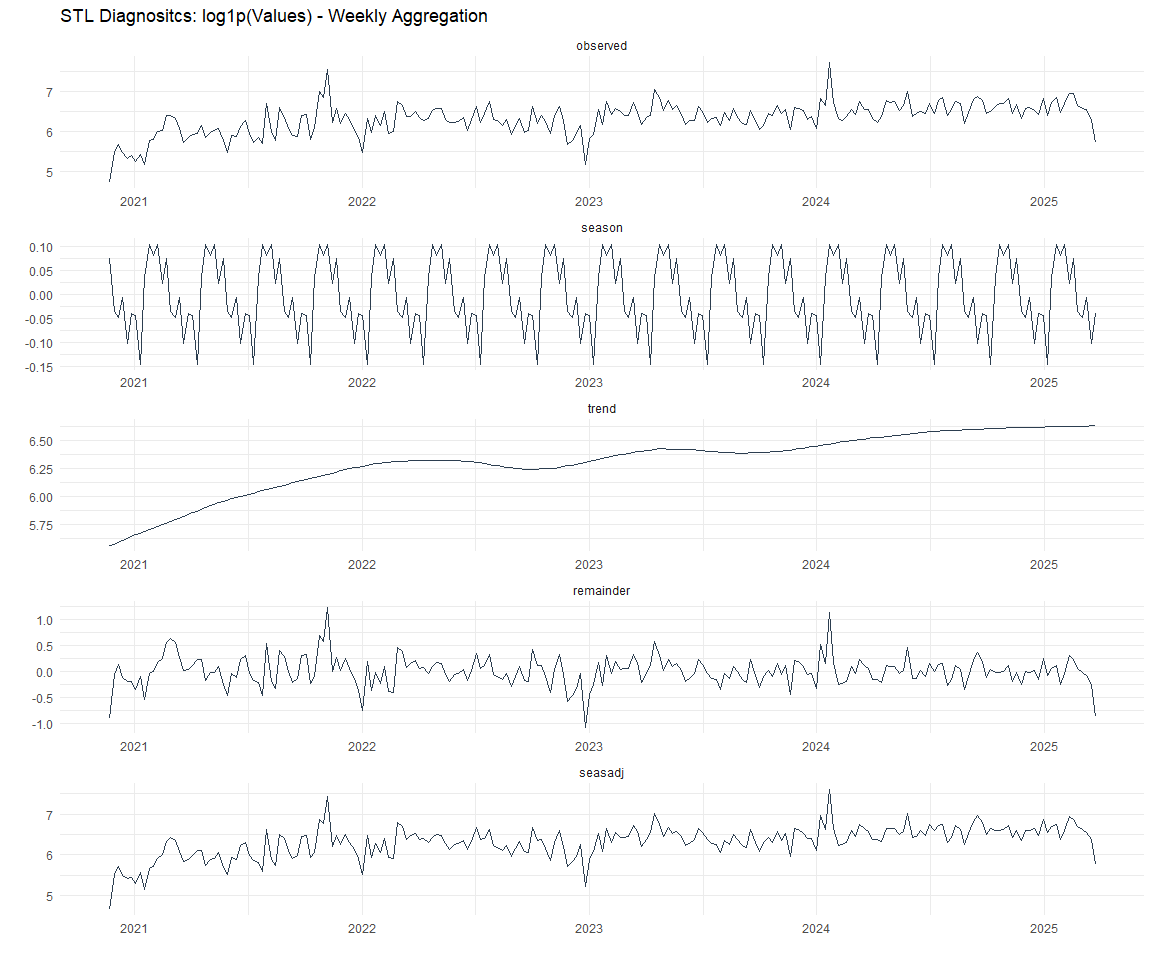 STL Diagnositcs: log1p(Values) - Weekly Aggregation
observed
7
6
5
2021 2022 2023 2024 2025
season
0.10
0.05
0.00
-0.05
-0.10
-0.15
2021 2022 2023 2024 2025
trend
6.50
6.25
6.00
5.75
2021 2022 2023 2024 2025
remainder
1.0
0.5
0.0
-0.5
-1.0
2021 2022 2023 2024 2025
seasadj
7
6
5
2021 2022 2023 2024 2025